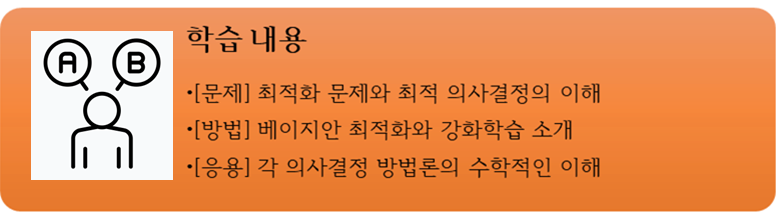 A B
학습 내용
•[문제] 최적화 문제와 최적 의사결정의 이해
•[방법] 베이지안 최적화와 강화학습 소개
•[응용] 각 의사결정 방법론의 수학적인 이해